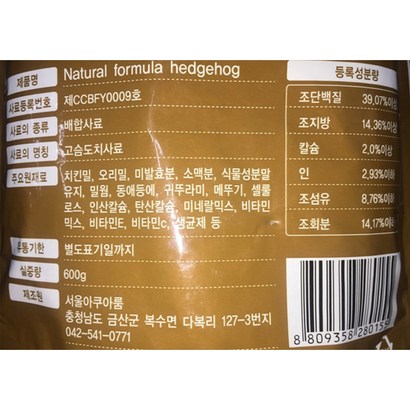 제품명 Natural formula hedgehog
사료등록번호 제CCBFY0009호
사료의 종류 배합사료
사료의 명칭 고슴도치사료
주요원재료 치킨밀, 오리밀, 미발효분, 소맥분, 식물성분말
유지, 밀웜, 동애등에, 귀뚜라미, 메뚜기, 셀룰
로스, 인산칼슘, 탄산칼슘, 미네랄믹스, 비타민
믹스, 비타민E, 비타민c, 생균제 등
유통기한 별도표기일까지
실중량 600g
제조원 서울아쿠아룸
충청남도 금산군 복수면 다복리 127-3번지
042-541-0771
등록성분량
조단백질 39,07%이상
조지방 14,36%이상
칼슘 2,0%이상
인 2,93%이하
조섬유 8,76%이하
조회분 14,17%이하
8 809358 280155